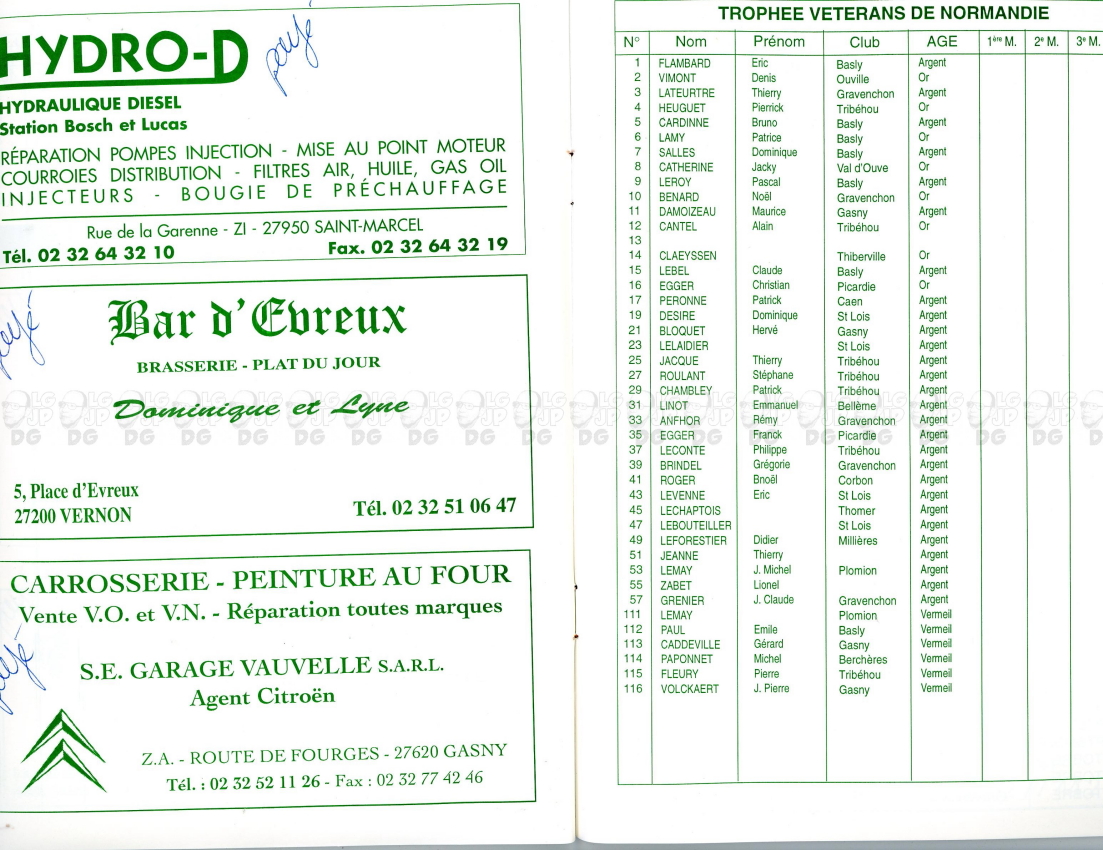 HYDRO-D
payé
HYDRAULIQUE DIESEL
Station Bosch et Lucas
RÉPARATION POMPES INJECTION - MISE AU POINT MOTEUR
COURROIES DISTRIBUTION - FILTRES AIR, HUILE, GAS OIL
INJECTEURS - BOUGIE DE PRÉCHAUFFAGE
Rue de la Garenne - ZI - 27950 SAINT-MARCEL
Tél. 02 32 64 32 10 Fax. 02 32 64 32 19
payé
Bar d'Evreux
BRASSERIE - PLAT DU JOUR
Dominique et Lyne
5, Place d'Evreux
27200 VERNON
Tél. 02 32 51 06 47
CARROSSERIE - PEINTURE AU FOUR
Vente V.O. et V.N. - Réparation toutes marques
payé
S.E. GARAGE VAUVELLE S.A.R.L.
Agent Citroën
Z.A. - ROUTE DE FOURGES - 27620 GASNY
Tél. : 02 32 52 11 26 - Fax : 02 32 77 42 46
TROPHEE VETERANS DE NORMANDIE
N° Nom Prénom Club AGE 1ère M. 2e M. 3e M.
1 FLAMBARD Eric Basly Argent
2 VIMONT Denis Ouville Or
3 LATEURTRE Thierry Gravenchon Argent
4 HEUGUET Pierrick Tribéhou Or
5 CARDINNE Bruno Basly Argent
6 LAMY Patrice Basly Or
7 SALLES Dominique Basly Argent
8 CATHERINE Jacky Val d'Ouve Or
9 LEROY Pascal Basly Argent
10 BENARD Noël Gravenchon Or
11 DAMOIZEAU Maurice Gasny Argent
12 CANTEL Alain Tribéhou Or
13
14 CLAEYSSEN Thiberville Or
15 LEBEL Claude Basly Argent
16 EGGER Christian Picardie Or
17 PERONNE Patrick Caen Argent
19 DESIRE Dominique St Lois Argent
21 BLOQUET Hervé Gasny Argent
23 LELAIDIER St Lois Argent
25 JACQUE Thierry Tribéhou Argent
27 ROULANT Stéphane Tribéhou Argent
29 CHAMBLEY Patrick Tribéhou Argent
31 LINOT Emmanuel Bellème Argent
33 ANFHOR Rémy Gravenchon Argent
35 EGGER Franck Picardie Argent
37 LECONTE Philippe Tribéhou Argent
39 BRINDEL Grégorie Gravenchon Argent
41 ROGER Bnoël Corbon Argent
43 LEVENNE Eric St Lois Argent
45 LECHAPTOIS Thomer Argent
47 LEBOUTEILLER St Lois Argent
49 LEFORESTIER Didier Millières Argent
51 JEANNE Thierry Argent
53 LEMAY J. Michel Plomion Argent
55 ZABET Lionel Argent
57 GRENIER J. Claude Gravenchon Argent
111 LEMAY Plomion Vermeil
112 PAUL Emile Basly Vermeil
113 CADDEVILLE Gérard Gasny Vermeil
114 PAPONNET Michel Berchères Vermeil
115 FLEURY Pierre Tribéhou Vermeil
116 VOLCKAERT J. Pierre Gasny Vermeil